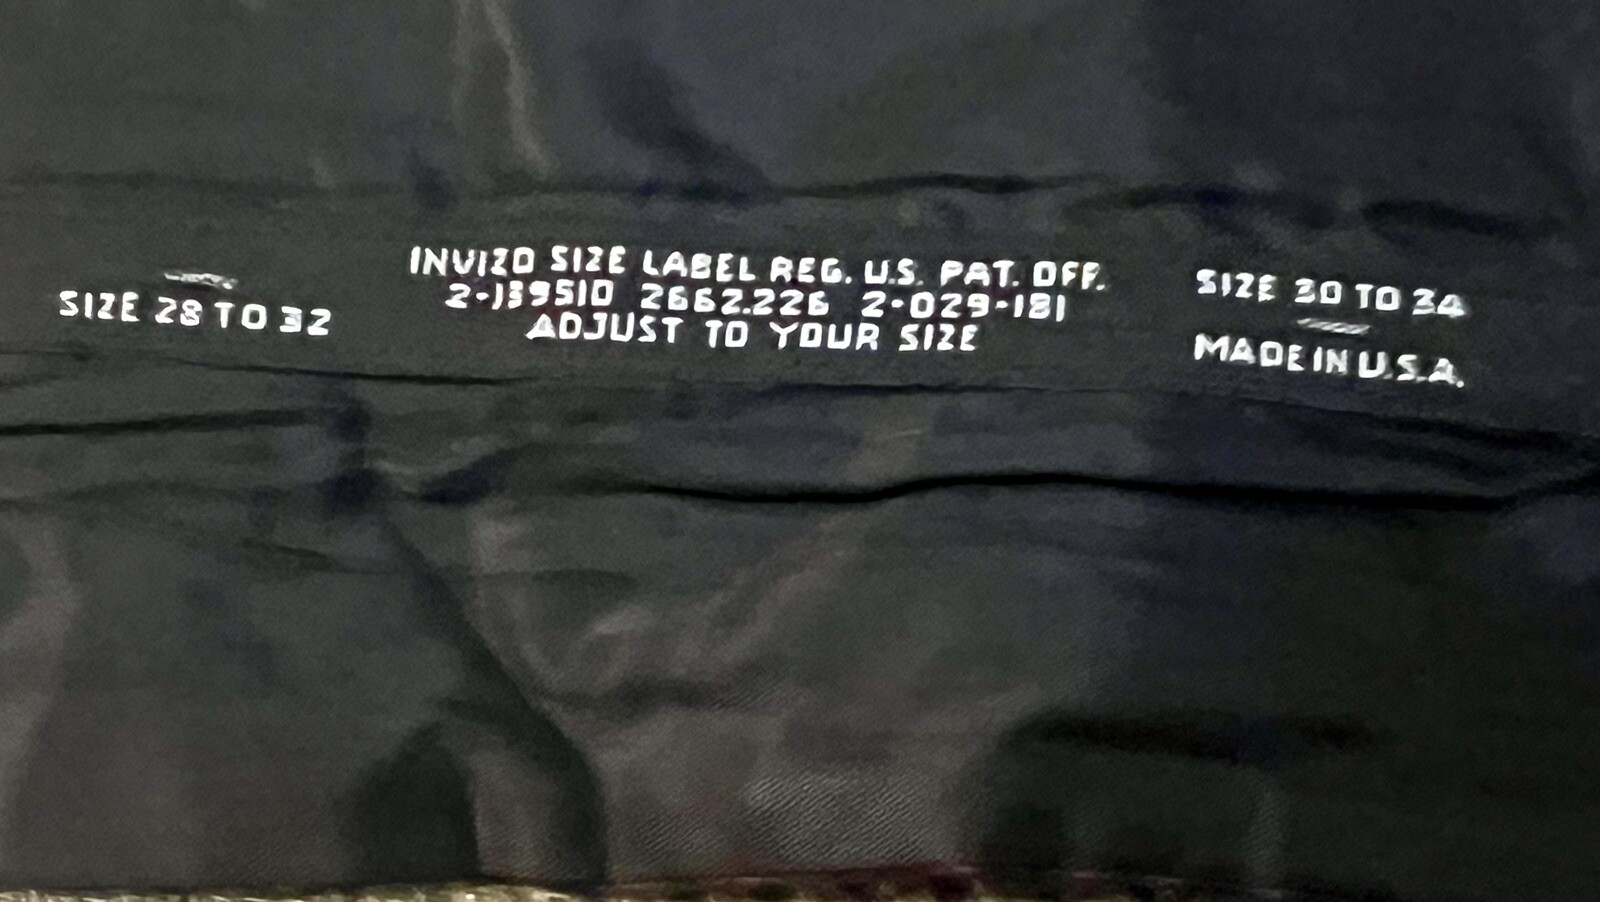 SIZE 28 TO 32
INVIZO SIZE LABEL REG. U.S. PAT. OFF.
2-139510 2662.226 2-029-181
ADJUST TO YOUR SIZE
SIZE 30 TO 34
MADE IN U.S.A.